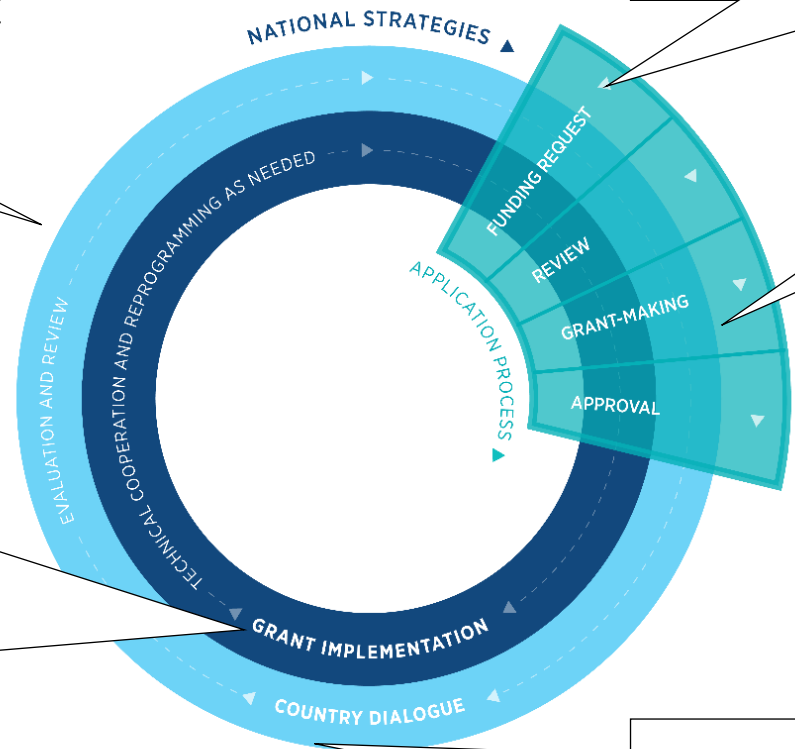 NATIONAL STRATEGIES
FUNDING REQUEST
REVIEW
GRANT-MAKING
APPROVAL
APPLICATION PROCESS
TECHNICAL COOPERATION AND REPROGRAMMING AS NEEDED
EVALUATION AND REVIEW
GRANT IMPLEMENTATION
COUNTRY DIALOGUE